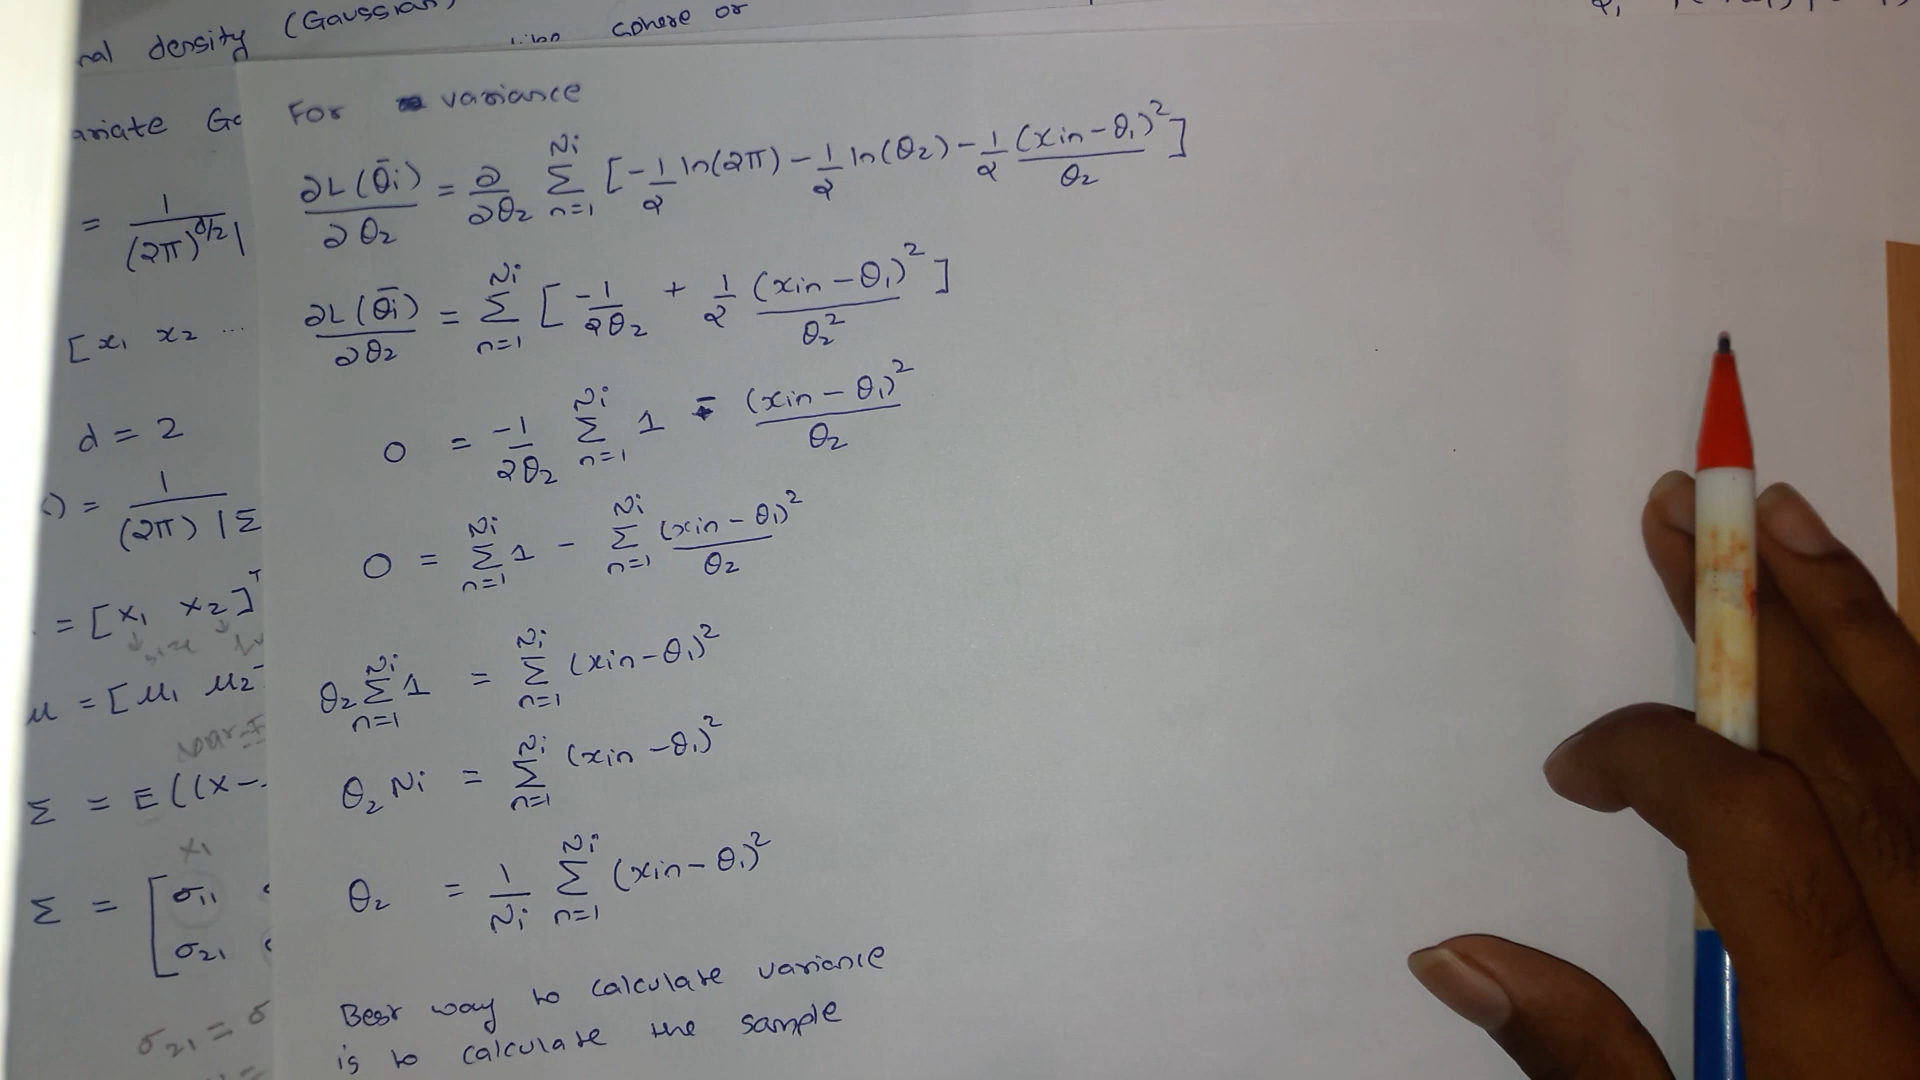 nal density (Gaussian)
sphere or
ariate
= 1/(2π)^{d/2} |
[x₁ x₂ ...
d = 2
) = 1/(2π) |Σ
= [x₁ x₂]ᵀ
size
μ = [μ₁ μ₂
Σ = E((x-
x₁
Σ = [σ₁₁
σ₂₁
σ₂₁ = σ
For variance
∂L(θ̄i)/∂θ₂ = ∂/∂θ₂ Σ_{n=1}^{Ni} [-1/2 ln(2π) - 1/2 ln(θ₂) - 1/2 (xin - θ₁)²/θ₂]
∂L(θ̄i)/∂θ₂ = Σ_{n=1}^{Ni} [-1/2θ₂ + 1/2 (xin - θ₁)²/θ₂²]
0 = -1/2θ₂ Σ_{n=1}^{Ni} 1 - (xin - θ₁)²/θ₂
0 = Σ_{n=1}^{Ni} 1 - Σ_{n=1}^{Ni} (xin - θ₁)²/θ₂
θ₂ Σ_{n=1}^{Ni} 1 = Σ_{n=1}^{Ni} (xin - θ₁)²
θ₂ Ni = Σ_{n=1}^{Ni} (xin - θ₁)²
θ₂ = 1/Ni Σ_{n=1}^{Ni} (xin - θ₁)²
Best way to calculate variance
is to calculate the sample